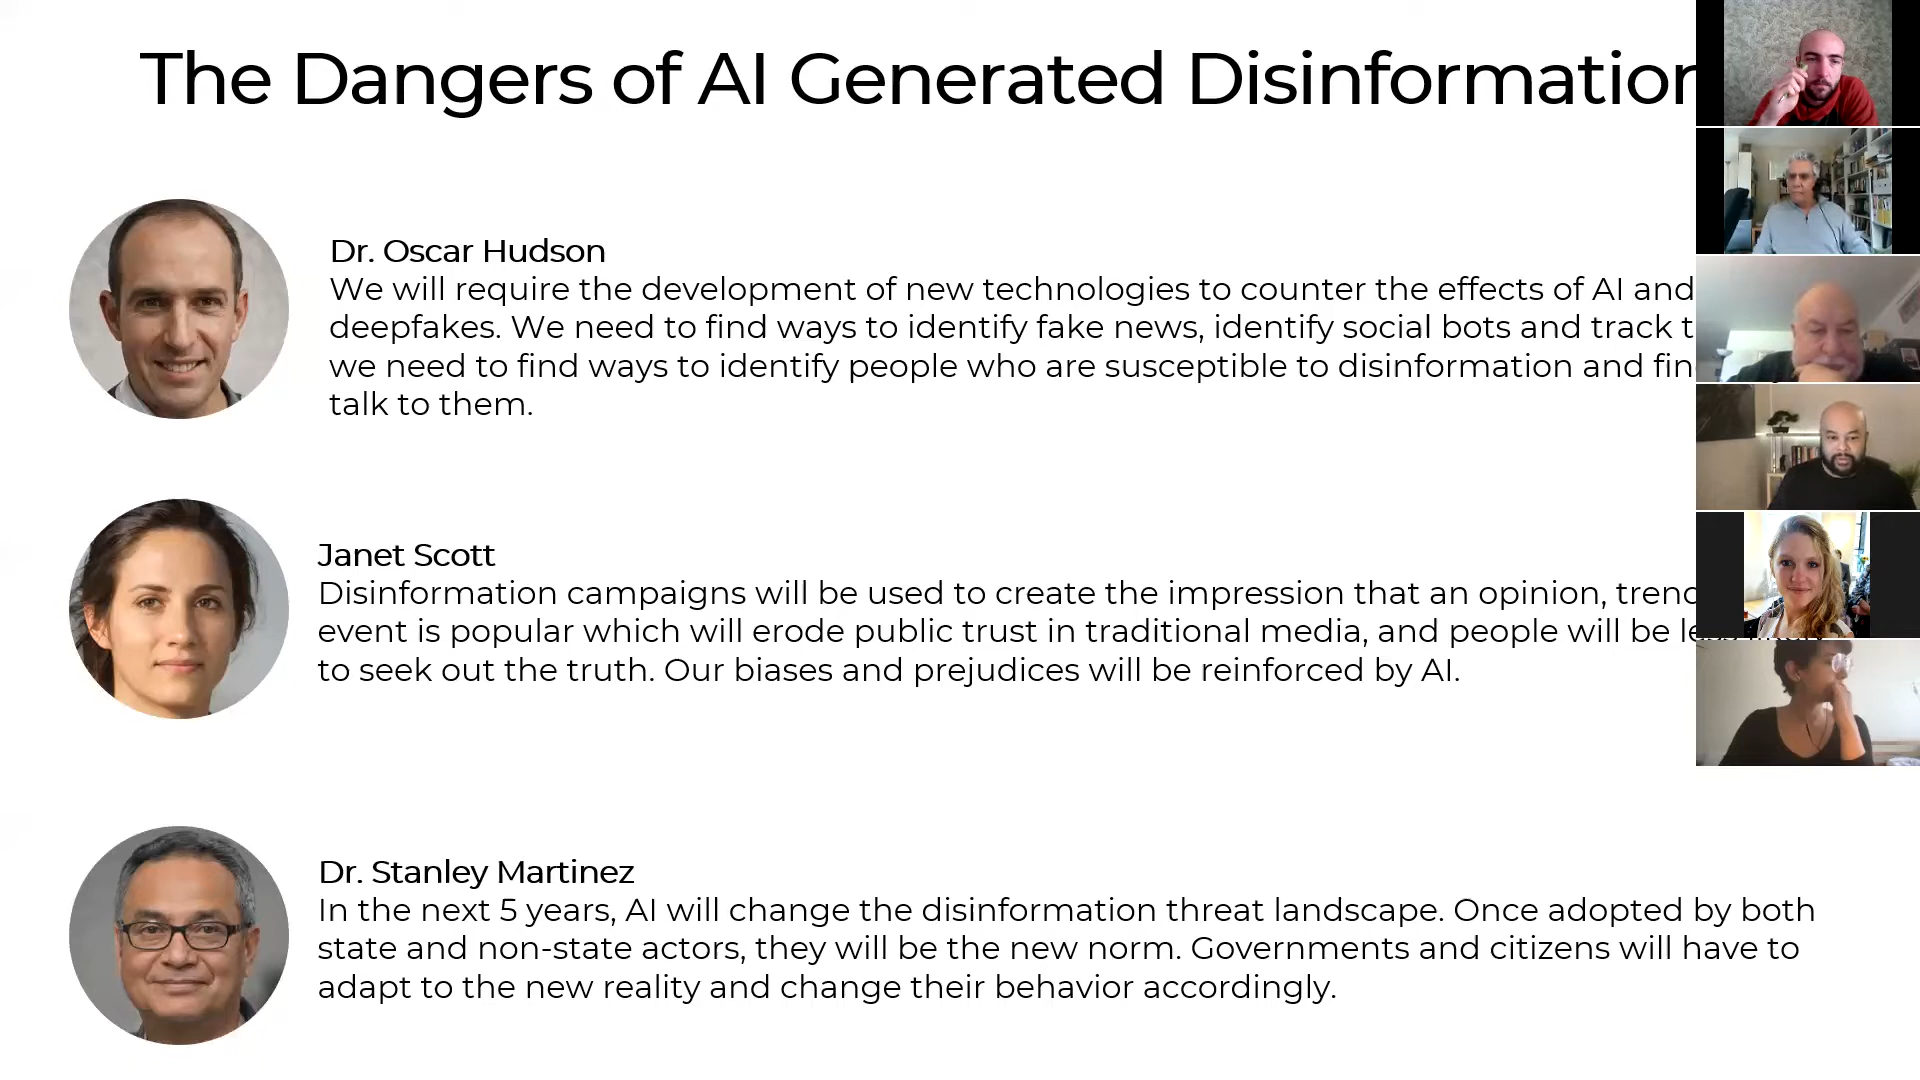 The Dangers of AI Generated Disinformation
Dr. Oscar Hudson
We will require the development of new technologies to counter the effects of AI and
deepfakes. We need to find ways to identify fake news, identify social bots and track
we need to find ways to identify people who are susceptible to disinformation and
talk to them.
Janet Scott
Disinformation campaigns will be used to create the impression that an opinion,
event is popular which will erode public trust in traditional media, and people will be
to seek out the truth. Our biases and prejudices will be reinforced by AI.
Dr. Stanley Martinez
In the next 5 years, AI will change the disinformation threat landscape. Once adopted by both
state and non-state actors, they will be the new norm. Governments and citizens will have to
adapt to the new reality and change their behavior accordingly.